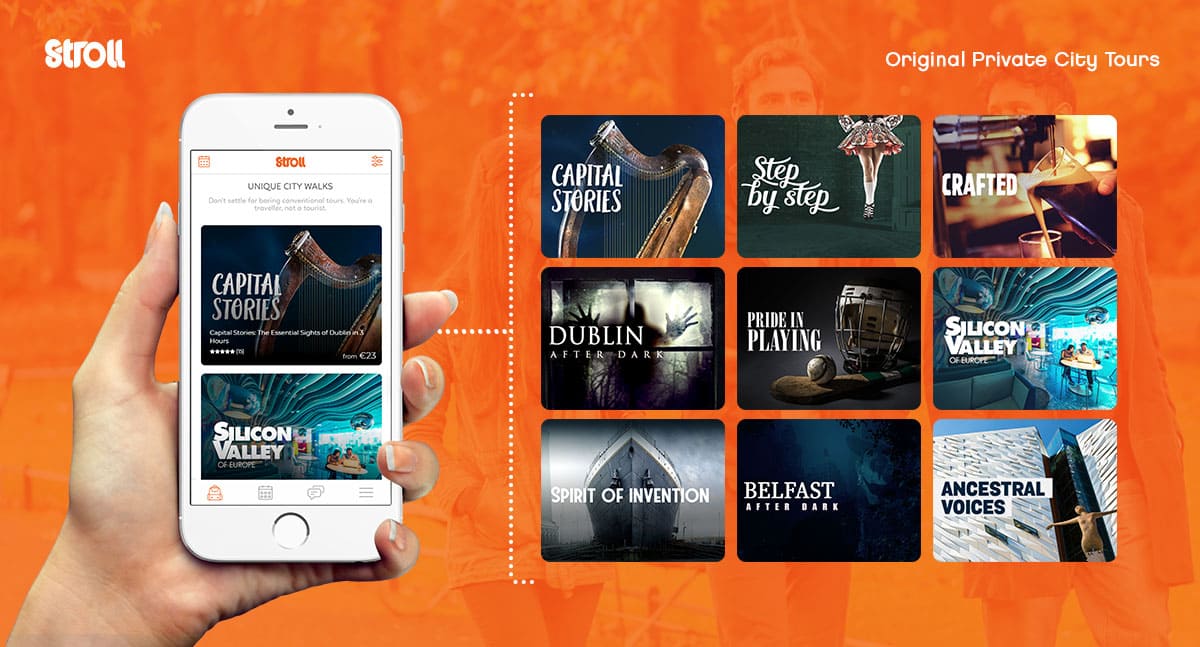 Stroll
Original Private City Tours
Stroll
UNIQUE CITY WALKS
Don't settle for boring conventional tours. You're a
traveller, not a tourist.
CAPITAL
STORIES
Capital Stories: The Essential Sights of Dublin in 3
Hours
from €23
SILICON
VALLEY
OF EUROPE
CAPITAL
STORIES
Step
by step
CRAFTED
DUBLIN
AFTER DARK
PRIDE IN
PLAYING
SILICON
VALLEY
OF EUROPE
SPIRIT OF INVENTION
BELFAST
AFTER DARK
ANCESTRAL
VOICES